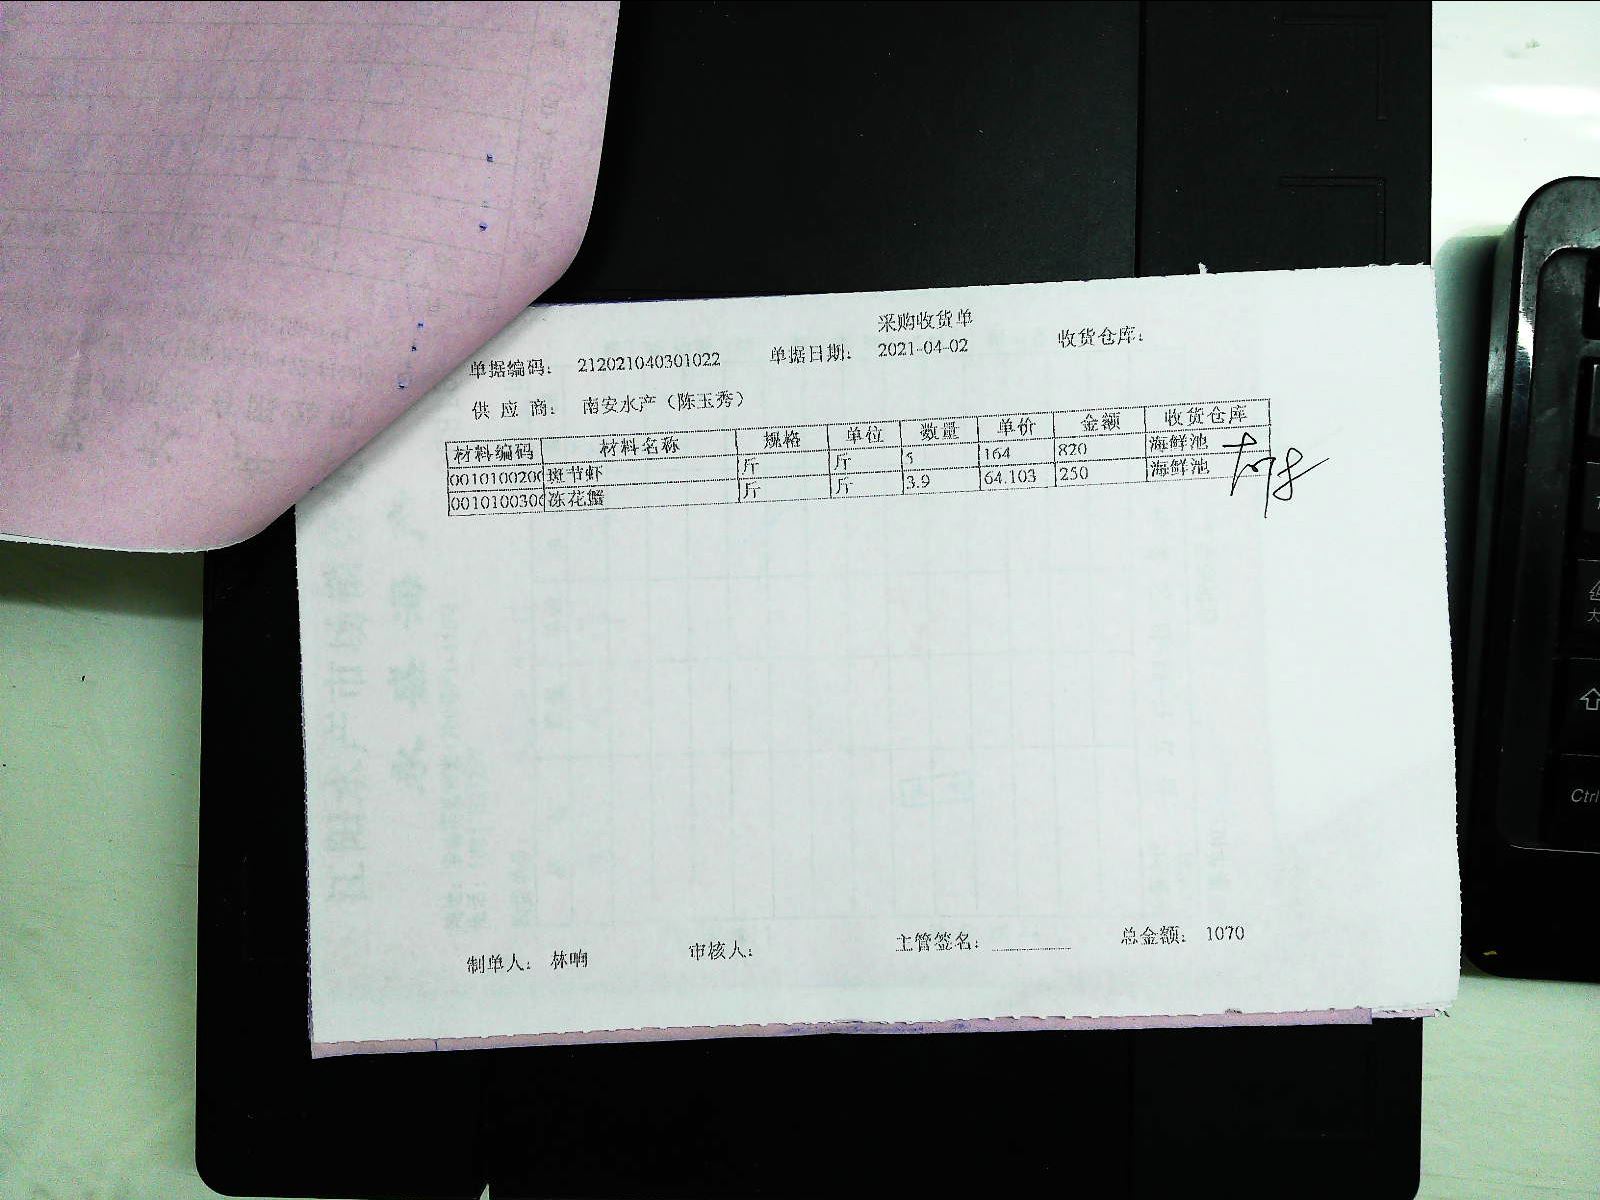 采购收货单
单据编码： 212021040301022 单据日期： 2021-04-02 收货仓库：
供 应 商： 南安水产（陈玉秀）
材料编码 材料名称 规格 单位 数量 单价 金额 收货仓库
0010100200 斑节虾 斤 斤 5 164 820 海鲜池
0010100300 冻花蟹 斤 斤 3.9 64.103 250 海鲜池
制单人： 林响 审核人： 主管签名： 总金额： 1070
Ctrl